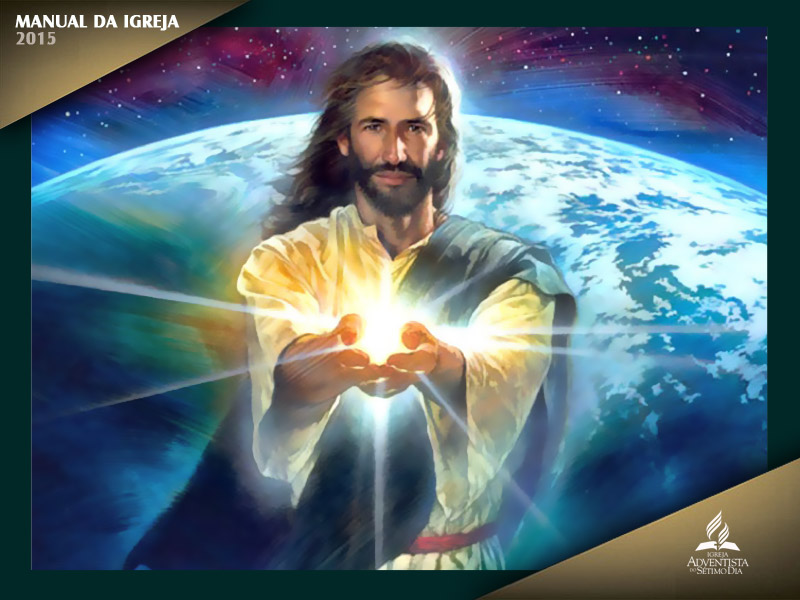 MANUAL DA IGREJA
2015
IGREJA
ADVENTISTA
DO SÉTIMO DIA